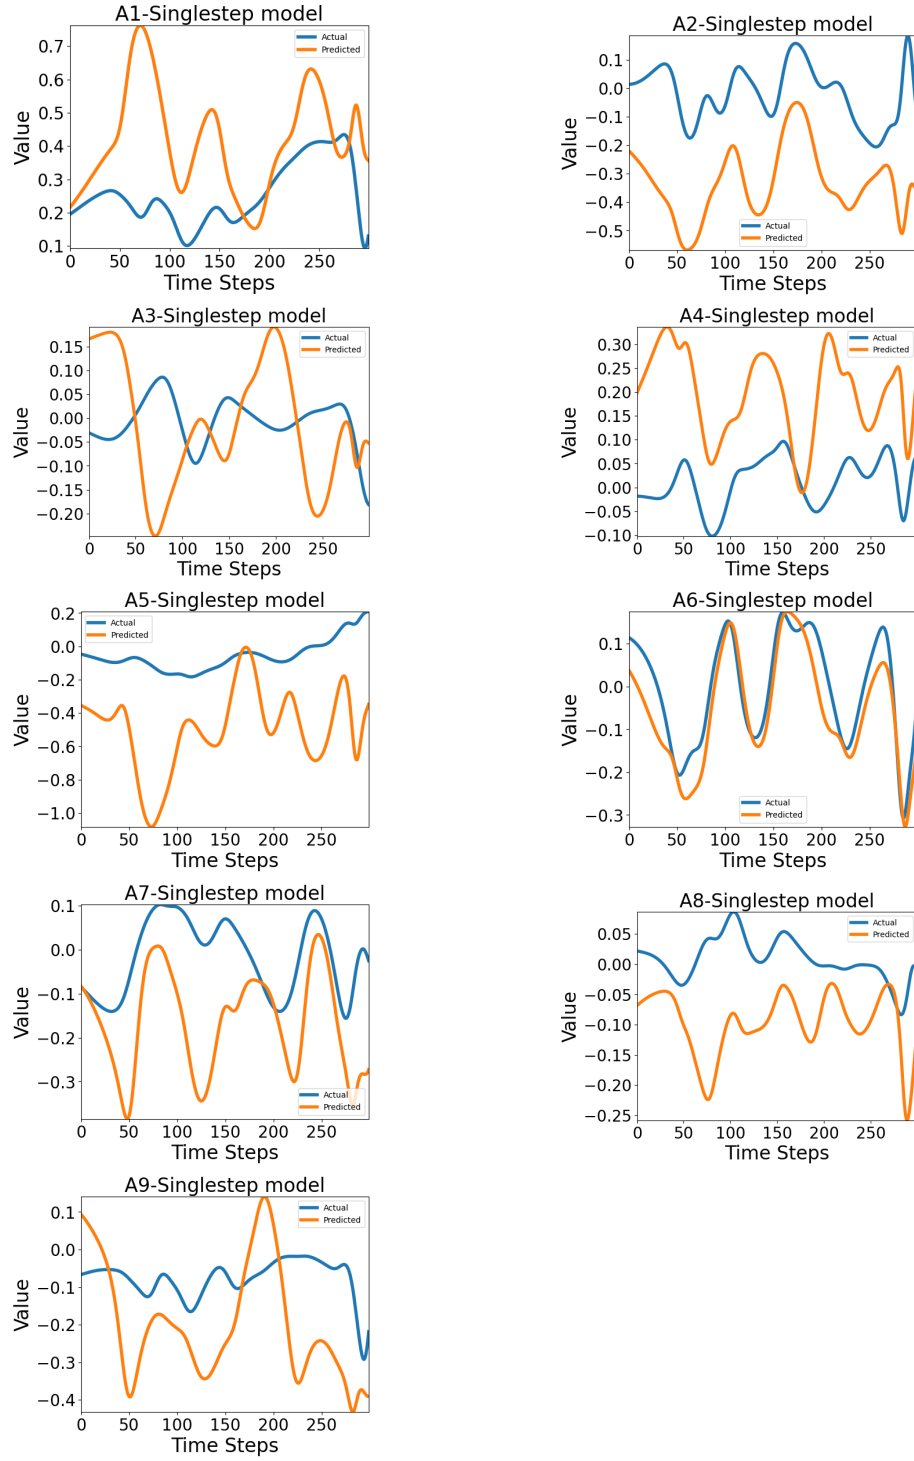 A1-Singlestep model
Value
0.7
0.6
0.5
0.4
0.3
0.2
0.1
Actual
Predicted
0 50 100 150 200 250
Time Steps
A2-Singlestep model
Value
0.1
0.0
−0.1
−0.2
−0.3
−0.4
−0.5
Actual
Predicted
0 50 100 150 200 250
Time Steps
A3-Singlestep model
Value
0.15
0.10
0.05
0.00
−0.05
−0.10
−0.15
−0.20
Actual
Predicted
0 50 100 150 200 250
Time Steps
A4-Singlestep model
Value
0.30
0.25
0.20
0.15
0.10
0.05
0.00
−0.05
−0.10
Actual
Predicted
0 50 100 150 200 250
Time Steps
A5-Singlestep model
Value
0.2
0.0
−0.2
−0.4
−0.6
−0.8
−1.0
Actual
Predicted
0 50 100 150 200 250
Time Steps
A6-Singlestep model
Value
0.1
0.0
−0.1
−0.2
−0.3
Actual
Predicted
0 50 100 150 200 250
Time Steps
A7-Singlestep model
Value
0.1
0.0
−0.1
−0.2
−0.3
Actual
Predicted
0 50 100 150 200 250
Time Steps
A8-Singlestep model
Value
0.05
0.00
−0.05
−0.10
−0.15
−0.20
−0.25
Actual
Predicted
0 50 100 150 200 250
Time Steps
A9-Singlestep model
Value
0.1
0.0
−0.1
−0.2
−0.3
−0.4
Actual
Predicted
0 50 100 150 200 250
Time Steps